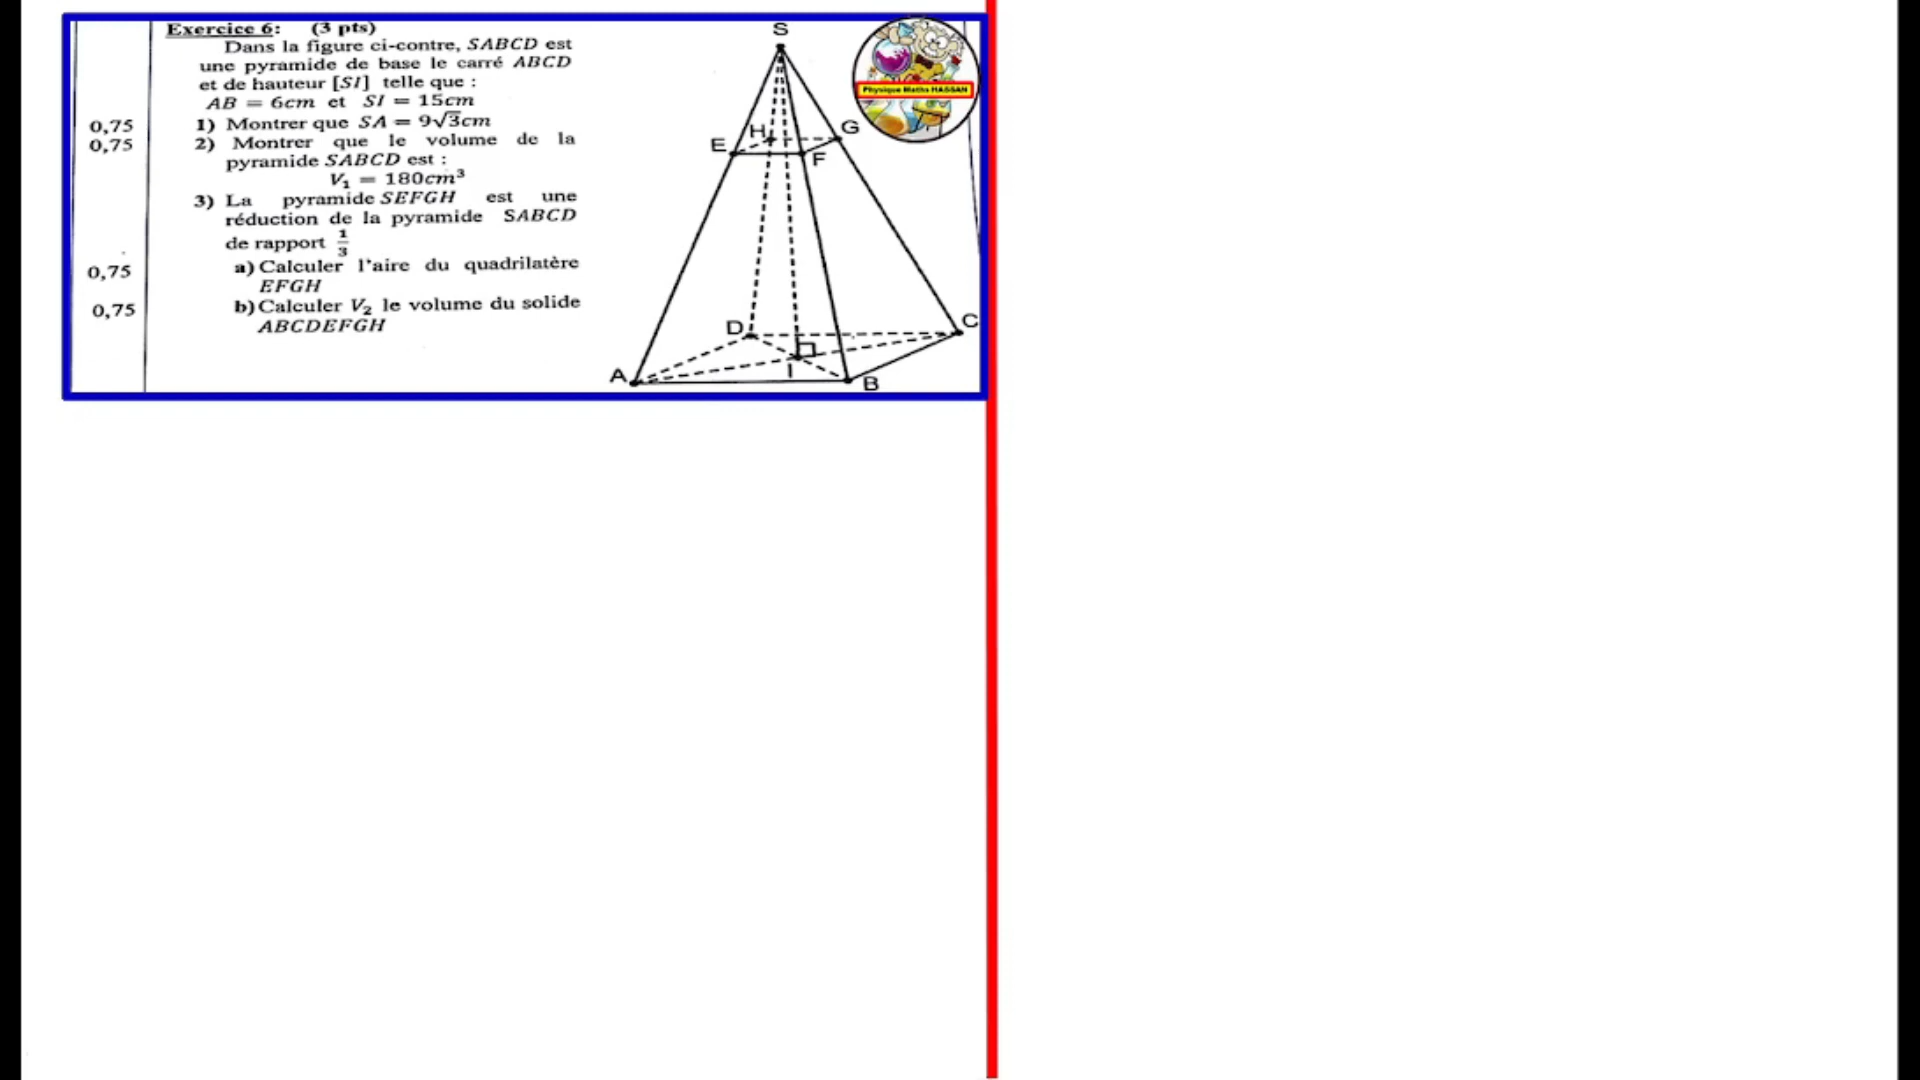 Exercice 6: (3 pts)
Dans la figure ci-contre, SABCD est
une pyramide de base le carré ABCD
et de hauteur [SI] telle que :
AB = 6cm et SI = 15cm
0,75 1) Montrer que SA = 9√3cm
0,75 2) Montrer que le volume de la
pyramide SABCD est :
V₁ = 180cm³
3) La pyramide SEFGH est une
réduction de la pyramide SABCD
de rapport 1/3
0,75 a) Calculer l'aire du quadrilatère
EFGH
0,75 b) Calculer V₂ le volume du solide
ABCDEFGH
S
Physique Maths HASSAN
H G
E F
D C
A I B